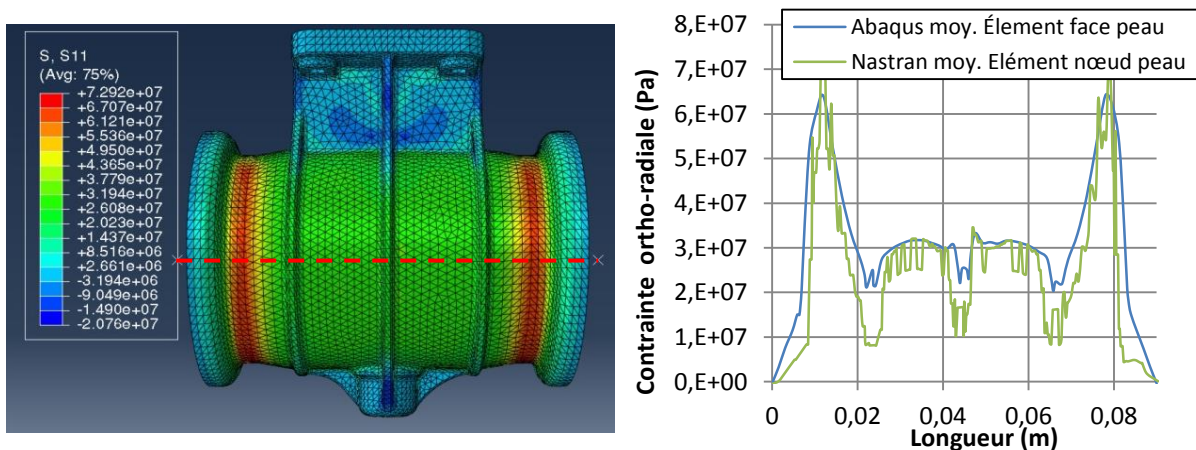 S, S11
(Avg: 75%)
+7.292e+07
+6.707e+07
+6.121e+07
+5.536e+07
+4.950e+07
+4.365e+07
+3.779e+07
+3.194e+07
+2.608e+07
+2.023e+07
+1.437e+07
+8.516e+06
+2.661e+06
-3.194e+06
-9.049e+06
-1.490e+07
-2.076e+07
Contrainte ortho-radiale (Pa)
8,E+07
7,E+07
6,E+07
5,E+07
4,E+07
3,E+07
2,E+07
1,E+07
0,E+00
Abaqus moy. Élement face peau
Nastran moy. Elément nœud peau
0
0,02
0,04
0,06
0,08
Longueur (m)